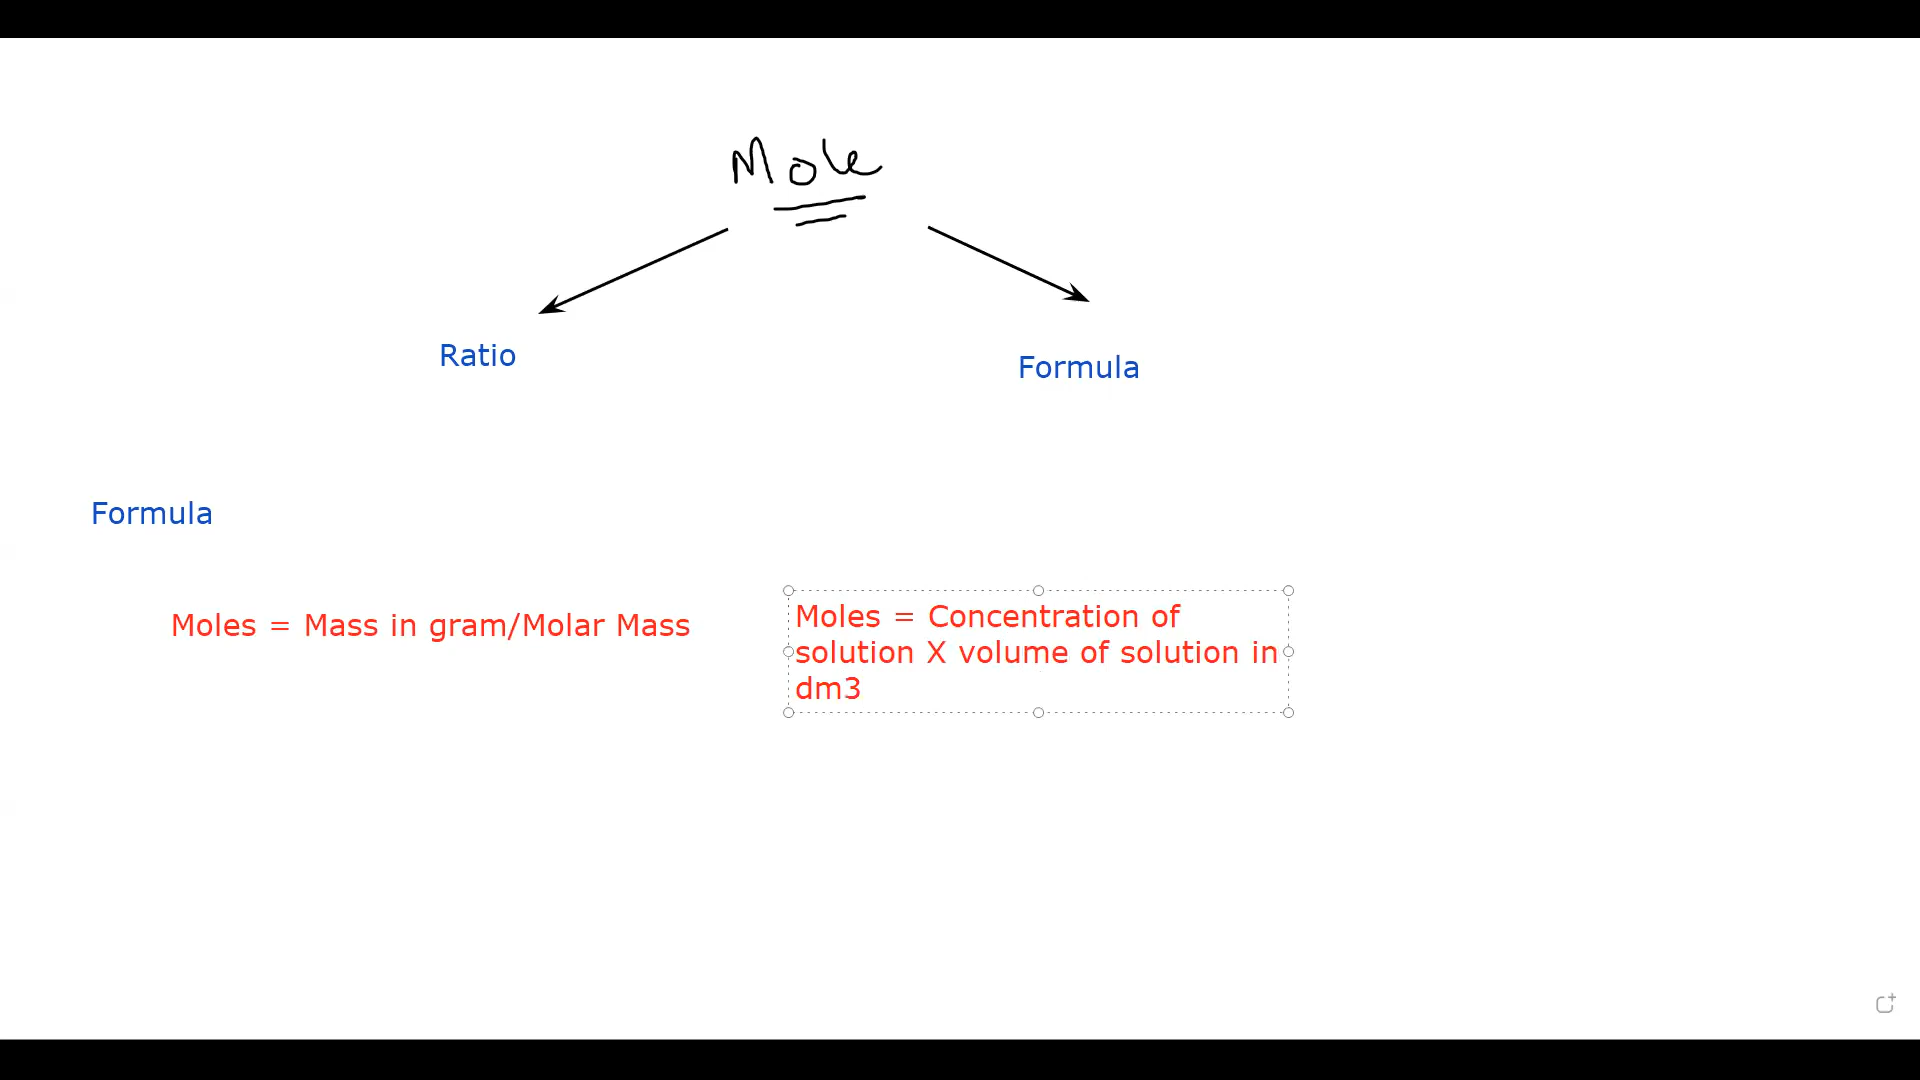 Mole
Ratio
Formula
Formula
Moles = Mass in gram/Molar Mass
Moles = Concentration of
solution X volume of solution in
dm3